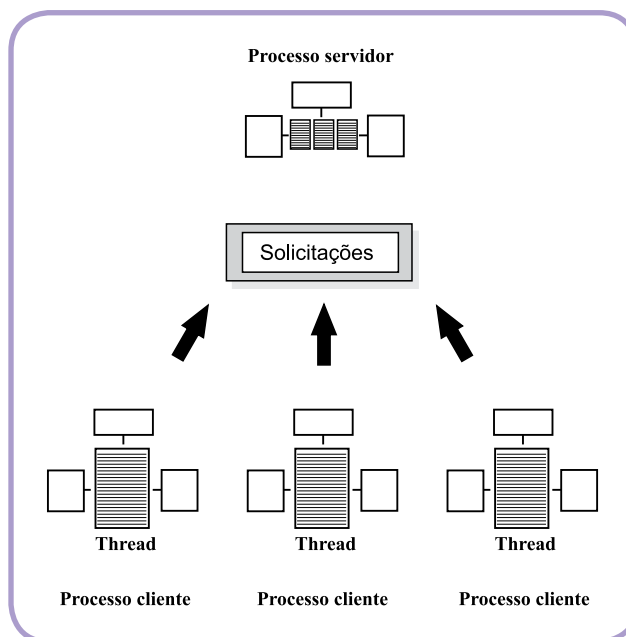 Processo servidor
Solicitações
Thread
Thread
Thread
Processo cliente
Processo cliente
Processo cliente